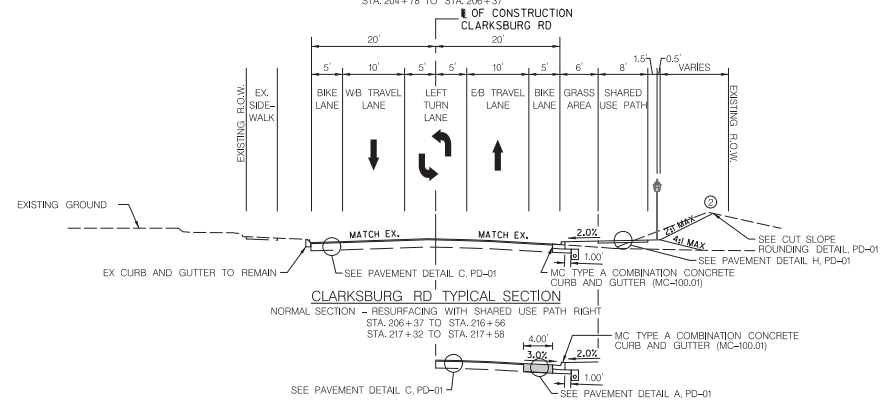 STA. 204+78 TO STA. 206+37
℄ OF CONSTRUCTION
CLARKSBURG RD
20' 20'
1.5' 0.5'
5' 10' 5' 5' 10' 5' 6' 8' VARIES
EXISTING R.O.W.
EX. SIDE- WALK
BIKE LANE
W/B TRAVEL LANE
LEFT TURN LANE
E/B TRAVEL LANE
BIKE LANE
GRASS AREA
SHARED USE PATH
EXISTING R.O.W.
EXISTING GROUND
MATCH EX. MATCH EX.
2.0%
2:1 MAX
4:1 MAX
2
SEE CUT SLOPE
ROUNDING DETAIL, PD-01
SEE PAVEMENT DETAIL H, PD-01
1.00'
EX CURB AND GUTTER TO REMAIN
SEE PAVEMENT DETAIL C, PD-01
MC TYPE A COMBINATION CONCRETE
CURB AND GUTTER (MC-100.01)
CLARKSBURG RD TYPICAL SECTION
NORMAL SECTION - RESURFACING WITH SHARED USE PATH RIGHT
STA. 206+37 TO STA. 216+56
STA. 217+32 TO STA. 217+58
4.00'
3.0%
2.0%
MC TYPE A COMBINATION CONCRETE
CURB AND GUTTER (MC-100.01)
1.00'
SEE PAVEMENT DETAIL C, PD-01
SEE PAVEMENT DETAIL A, PD-01